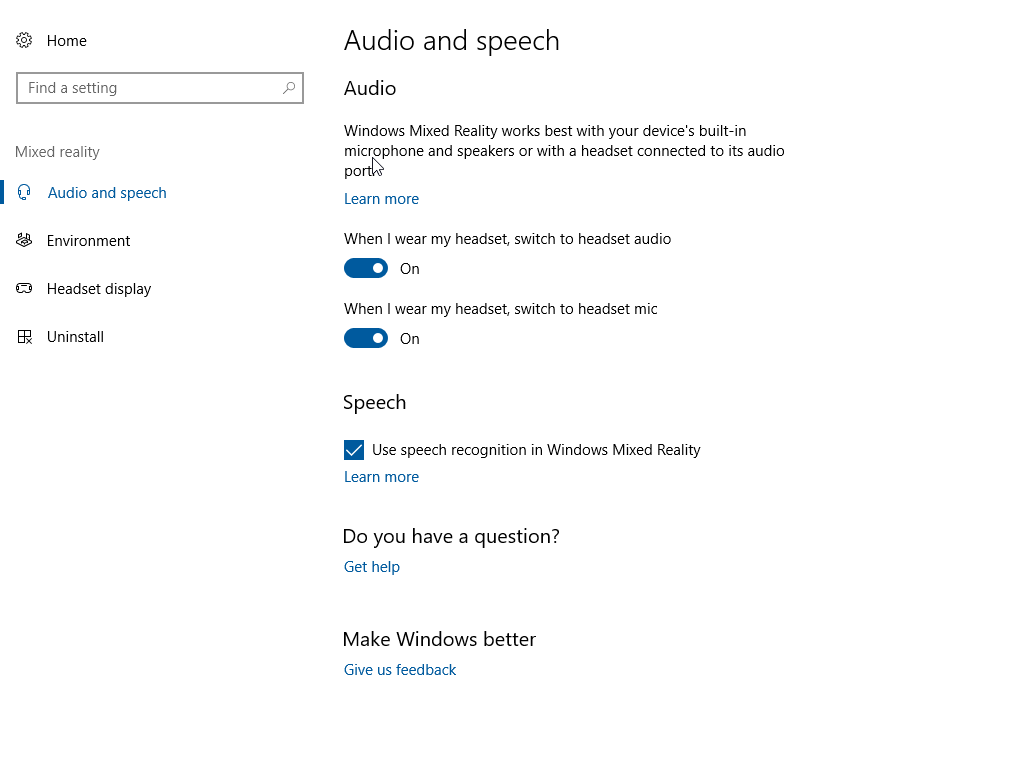 Home
Find a setting
Mixed reality
Audio and speech
Environment
Headset display
Uninstall
Audio and speech
Audio
Windows Mixed Reality works best with your device's built-in
microphone and speakers or with a headset connected to its audio
port.
Learn more
When I wear my headset, switch to headset audio
On
When I wear my headset, switch to headset mic
On
Speech
Use speech recognition in Windows Mixed Reality
Learn more
Do you have a question?
Get help
Make Windows better
Give us feedback